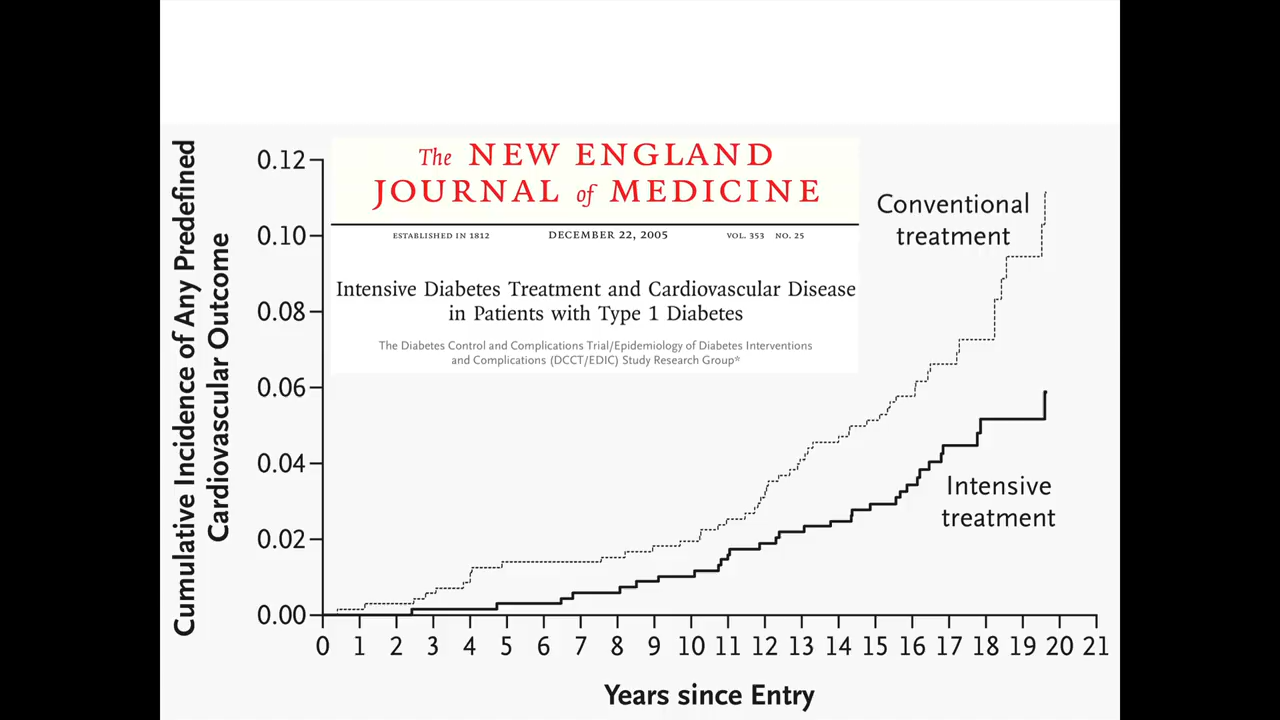 The NEW ENGLAND
JOURNAL of MEDICINE
ESTABLISHED IN 1812 DECEMBER 22, 2005 VOL. 353 NO. 25
Intensive Diabetes Treatment and Cardiovascular Disease
in Patients with Type 1 Diabetes
The Diabetes Control and Complications Trial/Epidemiology of Diabetes Interventions
and Complications (DCCT/EDIC) Study Research Group*
Cumulative Incidence of Any Predefined
Cardiovascular Outcome
0.12
0.10
0.08
0.06
0.04
0.02
0.00
Conventional
treatment
Intensive
treatment
0 1 2 3 4 5 6 7 8 9 10 11 12 13 14 15 16 17 18 19 20 21
Years since Entry